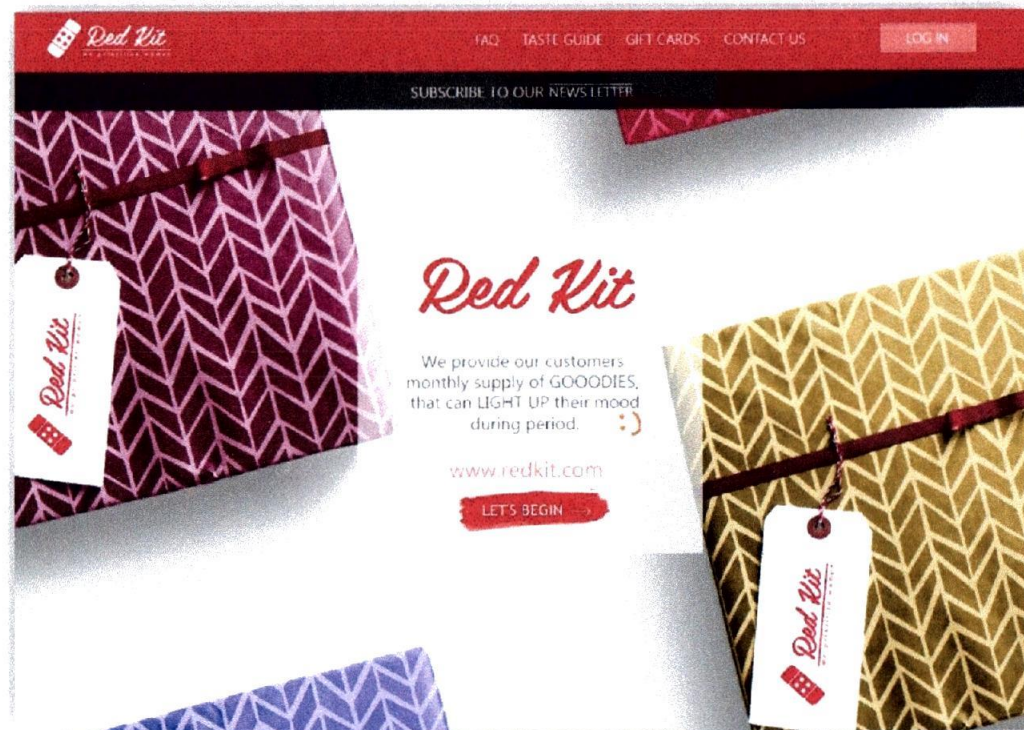 Red Kit
FAQ TASTE GUIDE GIFT CARDS CONTACT US LOG IN
SUBSCRIBE TO OUR NEWSLETTER
Red Kit
We provide our customers
monthly supply of GOOODIES,
that can LIGHT UP their mood
during period. :)
www.redkit.com
LET'S BEGIN →
Red Kit
Red Kit